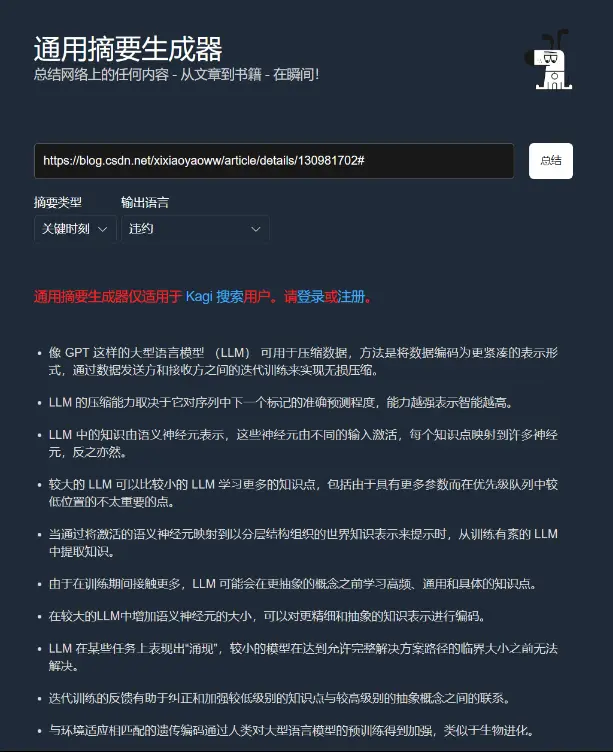 通用摘要生成器
总结网络上的任何内容 - 从文章到书籍 - 在瞬间！
https://blog.csdn.net/xixiaoyaoww/article/details/130981702#
总结
摘要类型 输出语言
关键时刻 违约
通用摘要生成器仅适用于 Kagi 搜索用户。请登录或注册。
• 像 GPT 这样的大型语言模型 （LLM） 可用于压缩数据，方法是将数据编码为更紧凑的表示形
式，通过数据发送方和接收方之间的迭代训练来实现无损压缩。
• LLM 的压缩能力取决于它对序列中下一个标记的准确预测程度，能力越强表示智能越高。
• LLM 中的知识由语义神经元表示，这些神经元由不同的输入激活，每个知识点映射到许多神经
元，反之亦然。
• 较大的 LLM 可以比较小的 LLM 学习更多的知识点，包括由于具有更多参数而在优先级队列中较
低位置的不太重要的点。
• 当通过将激活的语义神经元映射到以分层结构组织的世界知识表示来提示时，从训练有素的 LLM
中提取知识。
• 由于在训练期间接触更多，LLM 可能会在更抽象的概念之前学习高频、通用和具体的知识点。
• 在较大的LLM中增加语义神经元的大小，可以对更精细和抽象的知识表示进行编码。
• LLM 在某些任务上表现出“涌现”，较小的模型在达到允许完整解决方案路径的临界大小之前无法
解决。
• 迭代训练的反馈有助于纠正和加强较低级别的知识点与较高级别的抽象概念之间的联系。
• 与环境适应相匹配的遗传编码通过人类对大型语言模型的预训练得到加强，类似于生物进化。